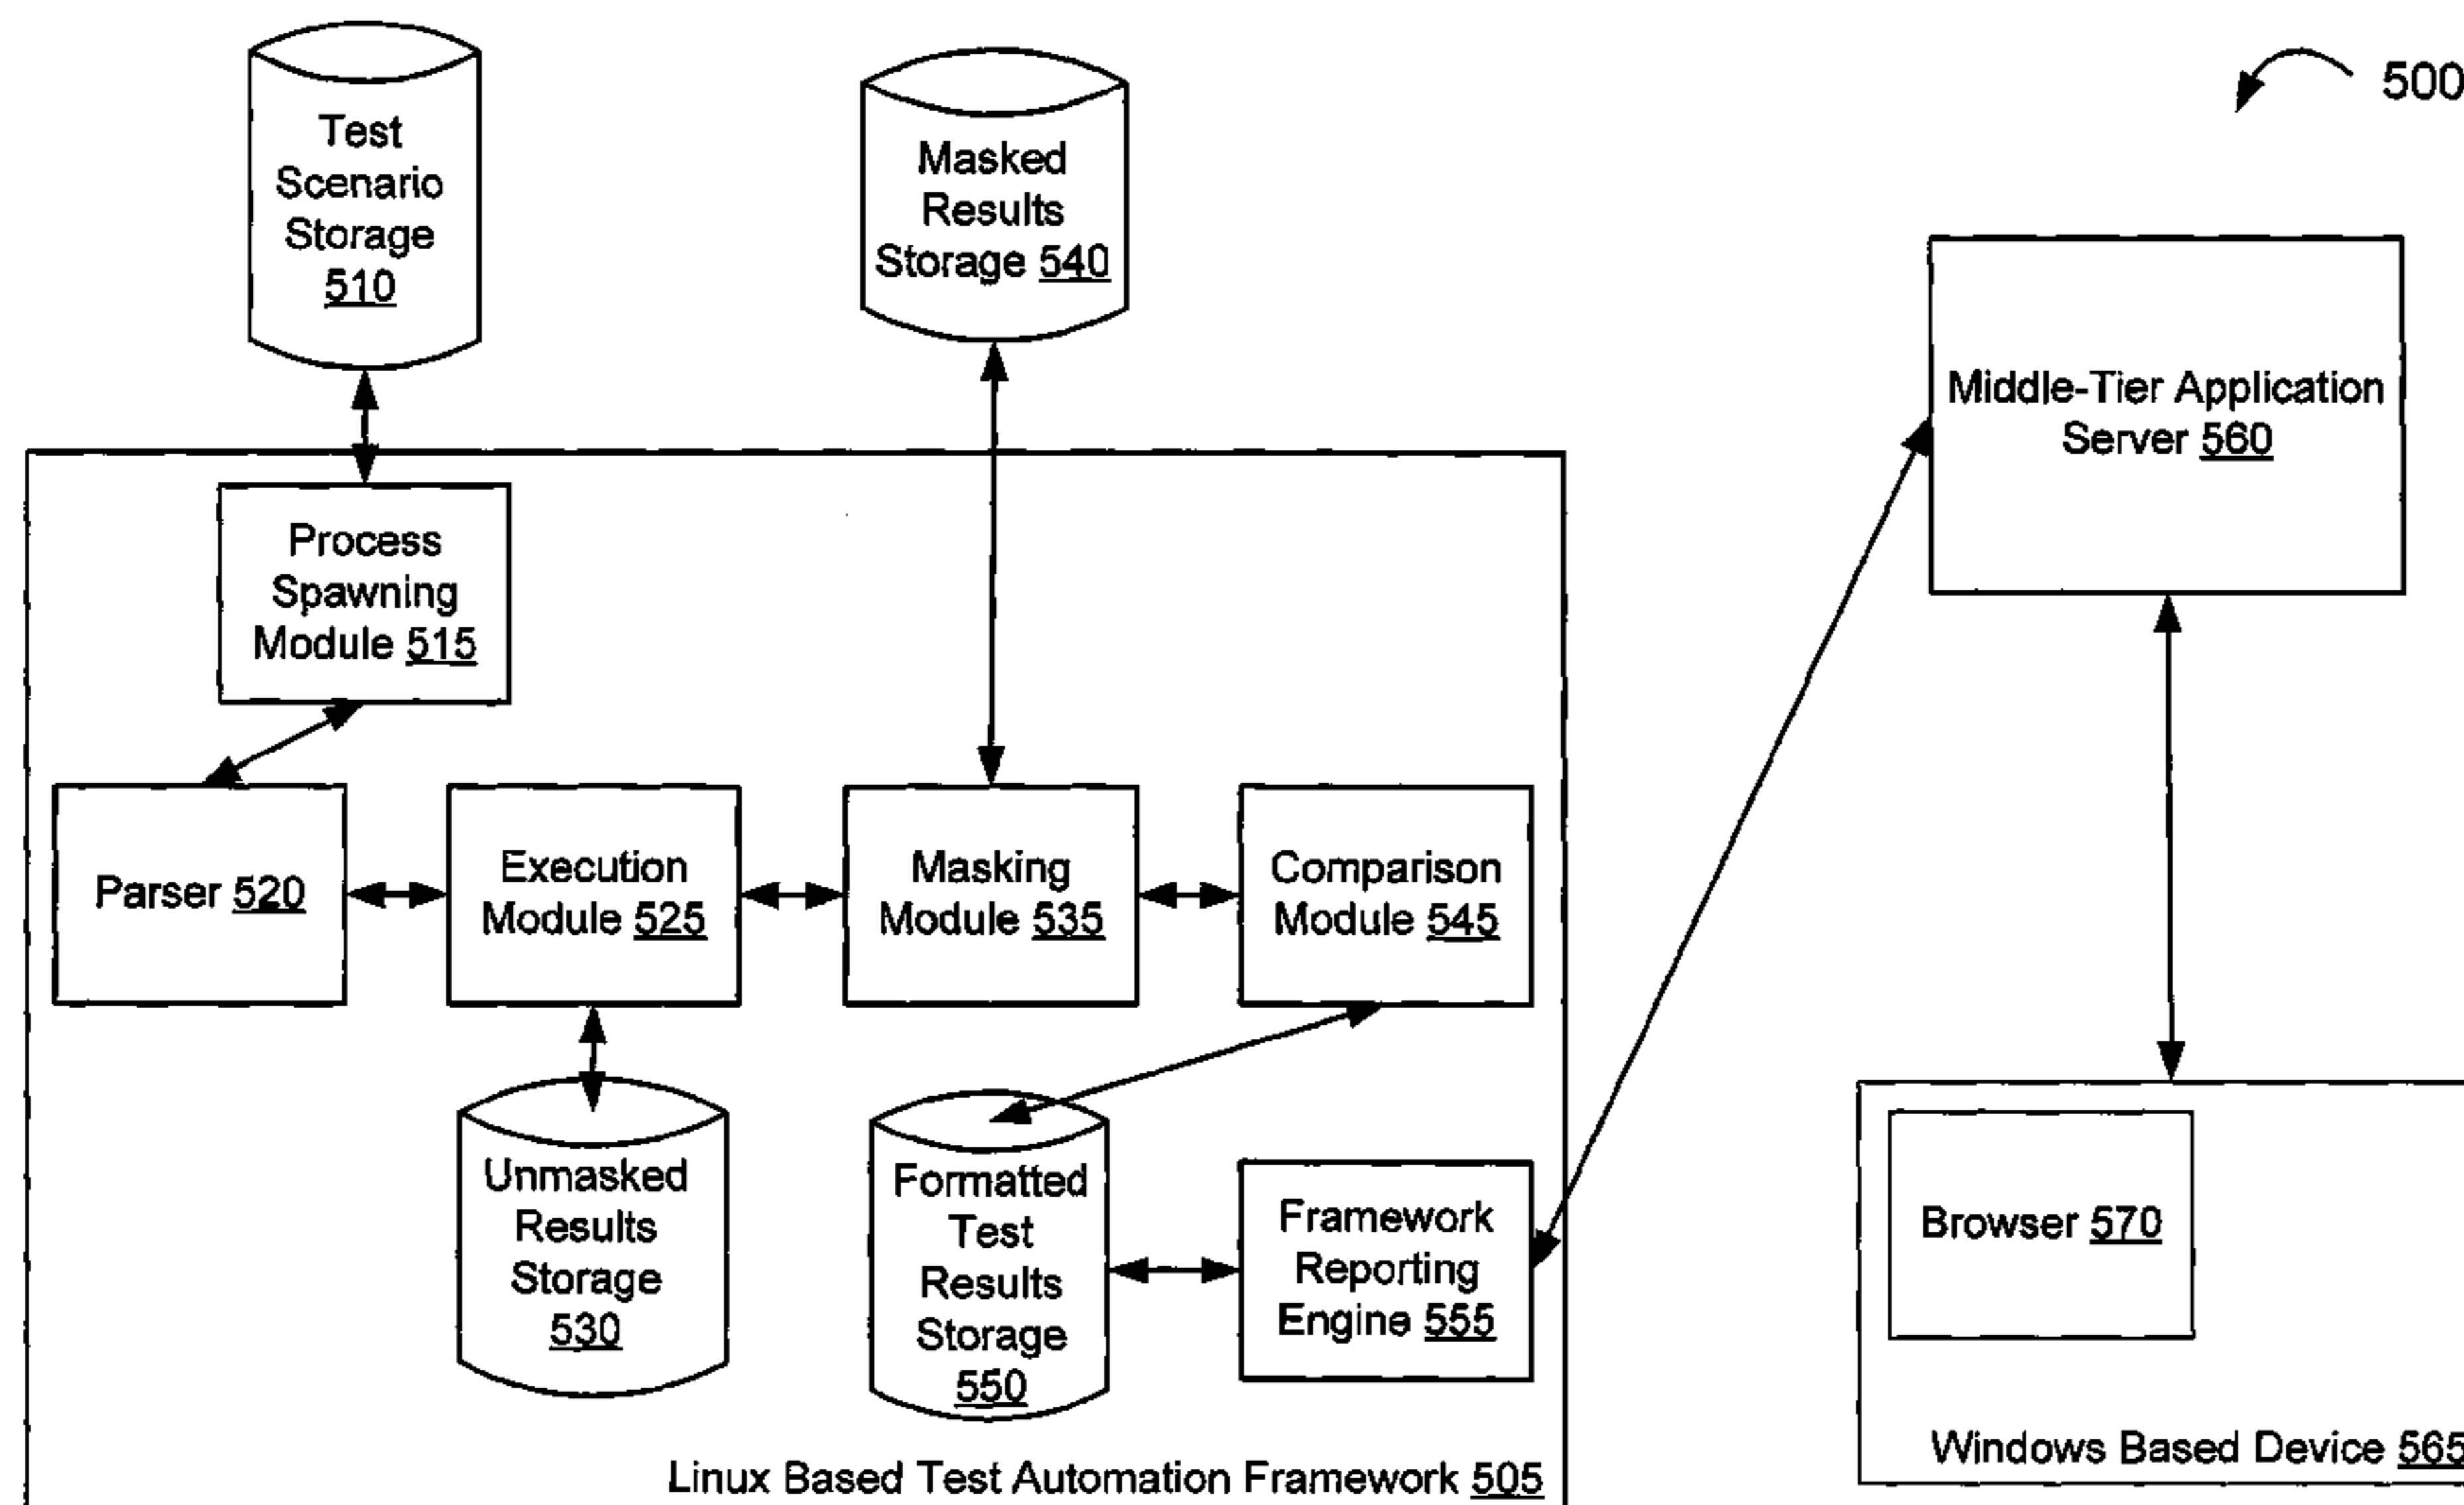 500
Test
Scenario
Storage
510
Masked
Results
Storage 540
Middle-Tier Application
Server 560
Process
Spawning
Module 515
Parser 520
Execution
Module 525
Masking
Module 535
Comparison
Module 545
Unmasked
Results
Storage
530
Formatted
Test
Results
Storage
550
Framework
Reporting
Engine 555
Browser 570
Linux Based Test Automation Framework 505
Windows Based Device 565